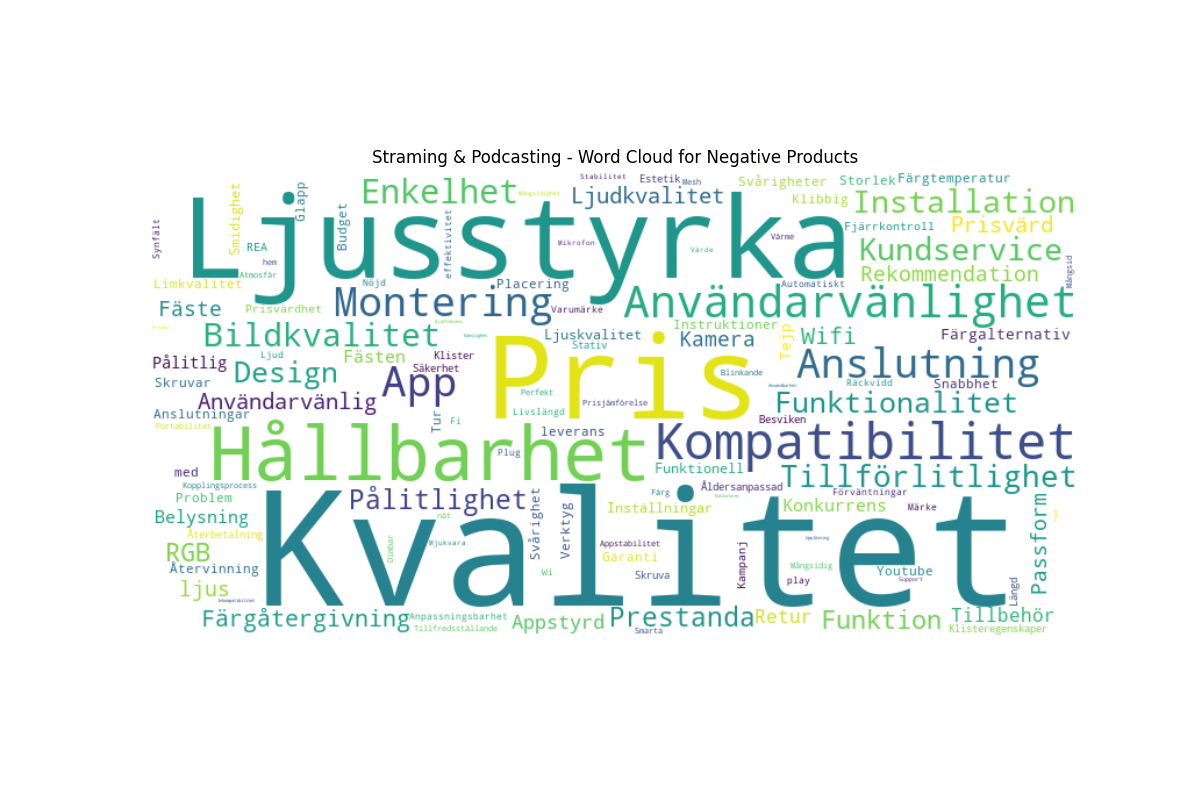 Straming & Podcasting - Word Cloud for Negative Products
Stabilitet
Estetik
Mesh
Svårigheter
Storlek
Färgtemperatur
Enkelhet
Mångsidighet
Ljudkvalitet
Klibbig
Installation
Smidighet
Glapp
Budget
Ljusstyrka
effektivitet
Mikrofon
Värde
Värme
Fjärrkontroll
Prisvärd
Synfält
REA
hem
Atmosfär
Kundservice
Rekommendation
Mångsid
Limkvalitet
Nöjd
Placering
Automatiskt
Fäste
Prisvärdhet
Montering
Varumärke
Användarvänlighet
Bildkvalitet
Ljuskvalitet
Stativ
Instruktioner
Kamera
Tejp
Wifi
Färgalternativ
Pålitlig
Ljud
Fästen
Klister
Säkerhet
Pris
Anslutning
Skruvar
Design
App
Perfekt
Blinkande
Räckvidd
Snabbhet
Användarvänlig
Livslängd
Prisjämförelse
Funktionalitet
Anslutningar
Portabilitet
Tur
Fi
Besviken
Hållbarhet
leverans
Plug
Kompatibilitet
med
Kopplingsprocess
Funktionell
Tillförlitlighet
Problem
Pålitlighet
Färg
Åldersanpassad
Förväntningar
Belysning
nät
Svårighet
Verktyg
Inställningar
Konkurrens
Märke
Passform
Återbetalning
Kvalitet
RGB
Dimbar
Mjukvara
Appstabilitet
Garanti
Kampanj
Återvinning
Wi
Skruva
Mångsidig
play
Youtube
Support
Längd
ljus
Färgåtergivning
Anpassningsbarhet
Tillfredsställande
Appstyrd
Prestanda
Smarta
Retur
Funktion
Tillbehör
Klisteregenskaper